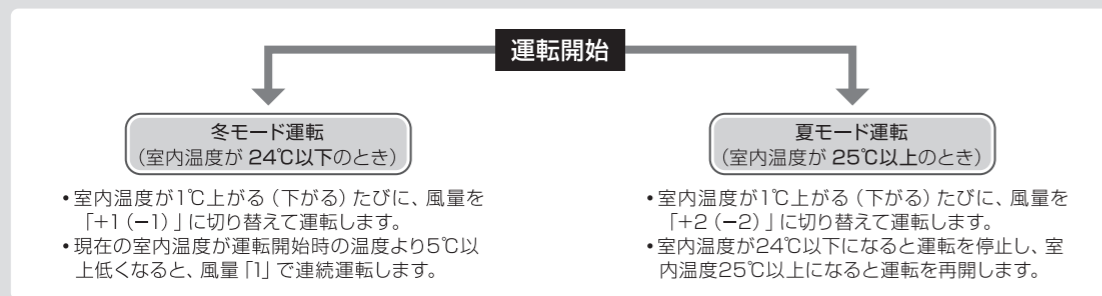 運転開始
冬モード運転
(室内温度が 24℃以下のとき)
•室内温度が1℃上がる(下がる)たびに、風量を
「+1(−1)」に切り替えて運転します。
•現在の室内温度が運転開始時の温度より5℃以
上低くなると、風量「1」で連続運転します。
夏モード運転
(室内温度が 25℃以上のとき)
•室内温度が1℃上がる(下がる)たびに、風量を
「+2(−2)」に切り替えて運転します。
•室内温度が24℃以下になると運転を停止し、室
内温度25℃以上になると運転を再開します。